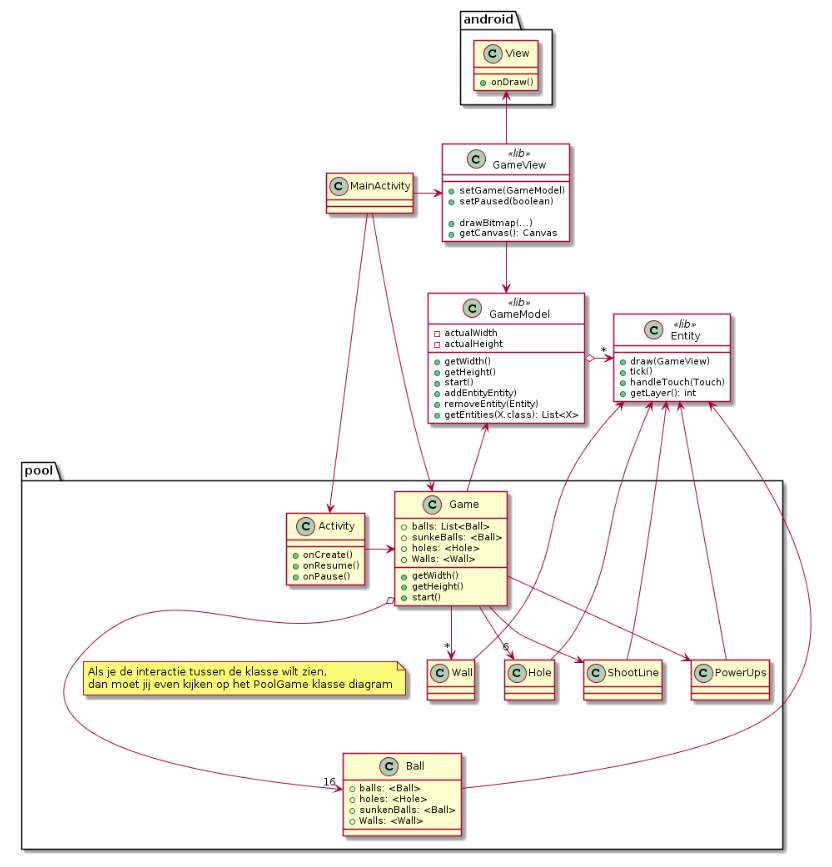 android
C View
onDraw()
«lib»
C GameView
setGame(GameModel)
setPaused(boolean)
drawBitmap(...)
getCanvas(): Canvas
C MainActivity
«lib»
C GameModel
actualWidth
actualHeight
getWidth()
getHeight()
start()
addEntityEntity)
removeEntity(Entity)
getEntities(X.class): List<X>
*
«lib»
C Entity
draw(GameView)
tick()
handleTouch(Touch)
getLayer(): int
pool
C Game
balls: List<Ball>
sunkeBalls: <Ball>
holes: <Hole>
Walls: <Wall>
getWidth()
getHeight()
start()
C Activity
onCreate()
onResume()
onPause()
*
6
Als je de interactie tussen de klasse wilt zien,
dan moet jij even kijken op het PoolGame klasse diagram
C Wall
C Hole
C ShootLine
C PowerUps
16
C Ball
balls: <Ball>
holes: <Hole>
sunkenBalls: <Ball>
Walls: <Wall>